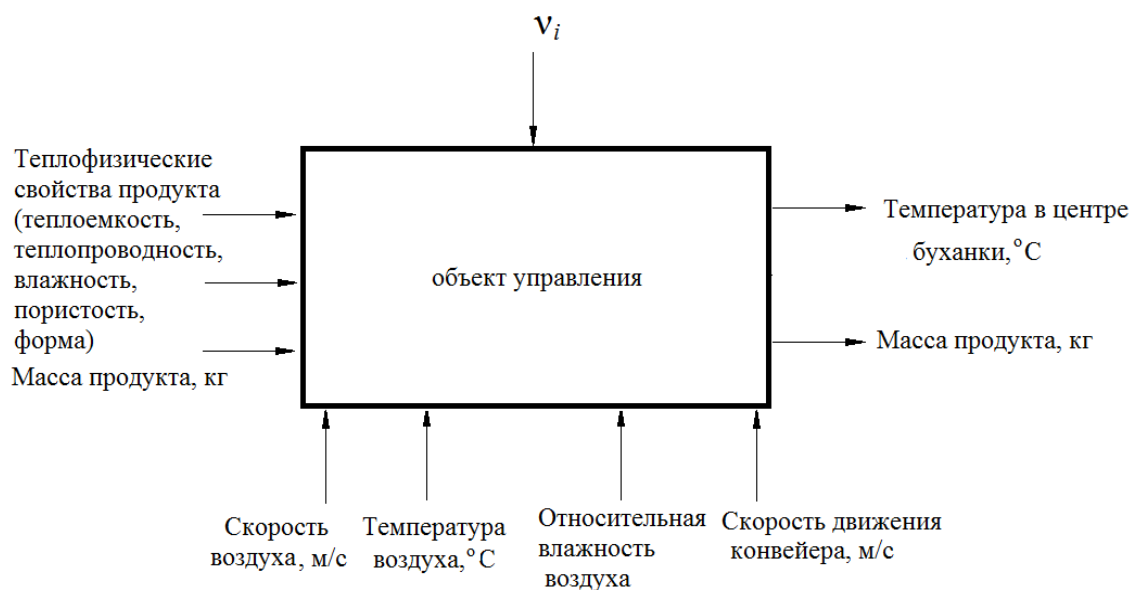 νi
Теплофизические
свойства продукта
(теплоемкость,
теплопроводность,
влажность,
пористость,
форма)
Масса продукта, кг
объект управления
Температура в центре
буханки,°C
Масса продукта, кг
Скорость
воздуха, м/с
Температура
воздуха,°C
Относительная
влажность
воздуха
Скорость движения
конвейера, м/с